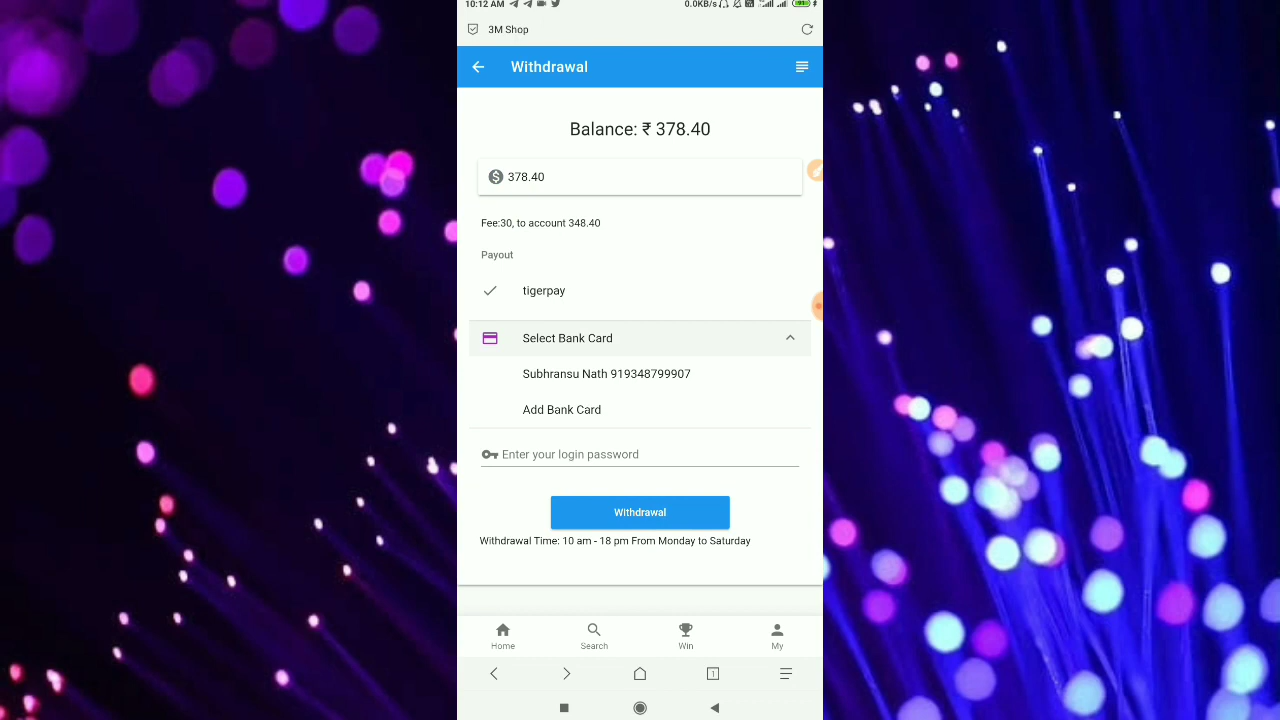 10:12 AM
0.0KB/s
91
3M Shop
Withdrawal
Balance: ₹ 378.40
378.40
Fee:30, to account 348.40
Payout
tigerpay
Select Bank Card
Subhransu Nath 919348799907
Add Bank Card
Enter your login password
Withdrawal
Withdrawal Time: 10 am - 18 pm From Monday to Saturday
Home
Search
Win
My
1